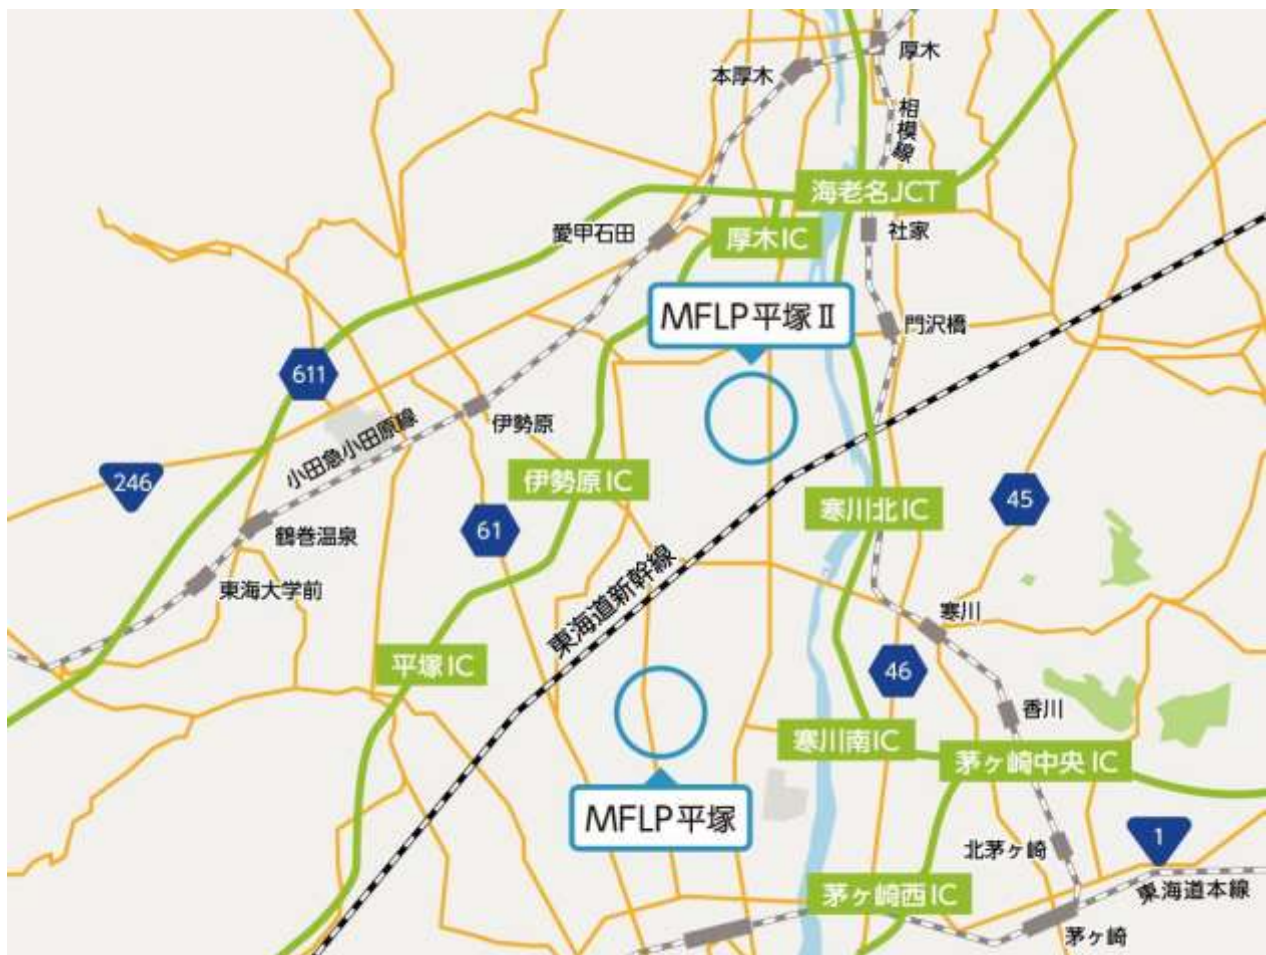 厚木
本厚木
相模線
海老名JCT
愛甲石田
厚木IC
社家
MFLP平塚Ⅱ
門沢橋
611
伊勢原
小田急小田原線
246
伊勢原IC
45
寒川北IC
61
鶴巻温泉
東海大学前
東海道新幹線
寒川
平塚IC
46
香川
寒川南IC
茅ヶ崎中央IC
MFLP平塚
1
北茅ヶ崎
茅ヶ崎西IC
東海道本線
茅ヶ崎